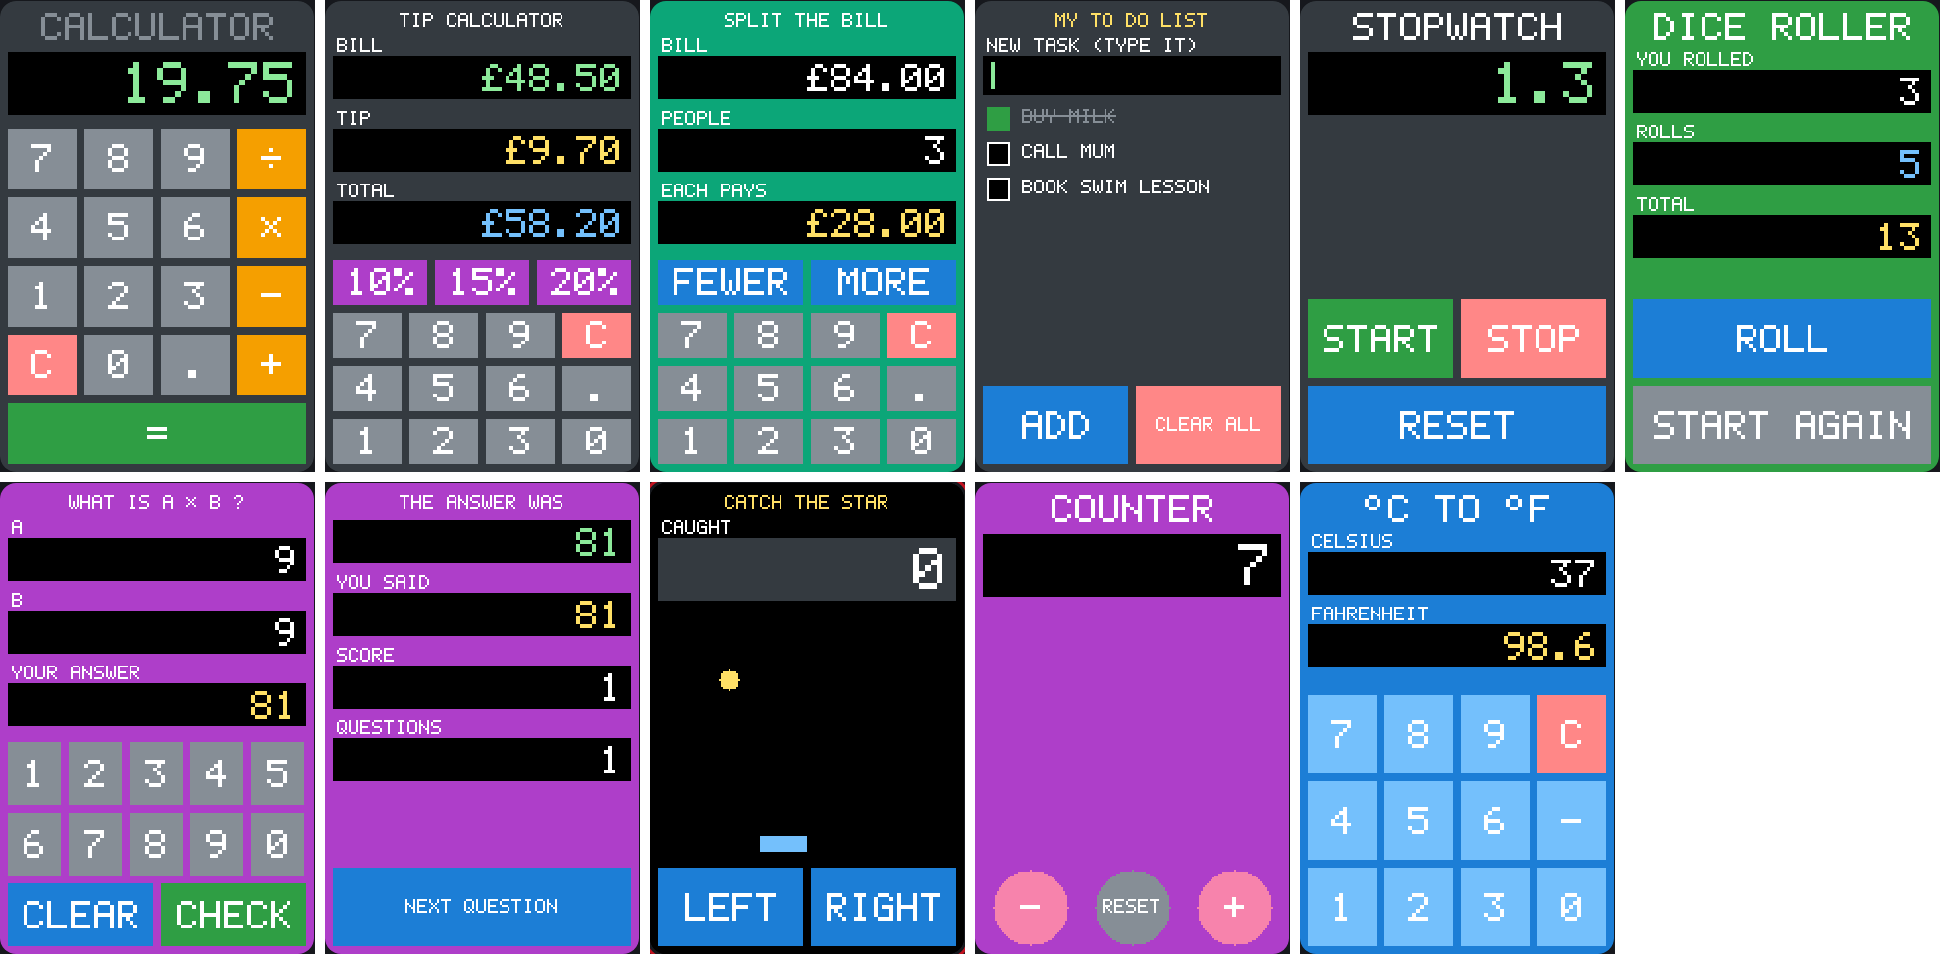 CALCULATOR
19.75
7 8 9 ÷
4 5 6 ×
1 2 3 -
C 0 . +
=
TIP CALCULATOR
BILL
£48.50
TIP
£9.70
TOTAL
£58.20
10% 15% 20%
7 8 9 C
4 5 6 .
1 2 3 0
SPLIT THE BILL
BILL
£84.00
PEOPLE
3
EACH PAYS
£28.00
FEWER MORE
7 8 9 C
4 5 6 .
1 2 3 0
MY TO DO LIST
NEW TASK (TYPE IT)
BUY MILK
CALL MUM
BOOK SWIM LESSON
ADD CLEAR ALL
STOPWATCH
1.3
START STOP
RESET
DICE ROLLER
YOU ROLLED
3
ROLLS
5
TOTAL
13
ROLL
START AGAIN
WHAT IS A × B ?
A
9
B
9
YOUR ANSWER
81
1 2 3 4 5
6 7 8 9 0
CLEAR CHECK
THE ANSWER WAS
81
YOU SAID
81
SCORE
1
QUESTIONS
1
NEXT QUESTION
CATCH THE STAR
CAUGHT
0
LEFT RIGHT
COUNTER
7
- RESET +
°C TO °F
CELSIUS
37
FAHRENHEIT
98.6
7 8 9 C
4 5 6 -
1 2 3 0